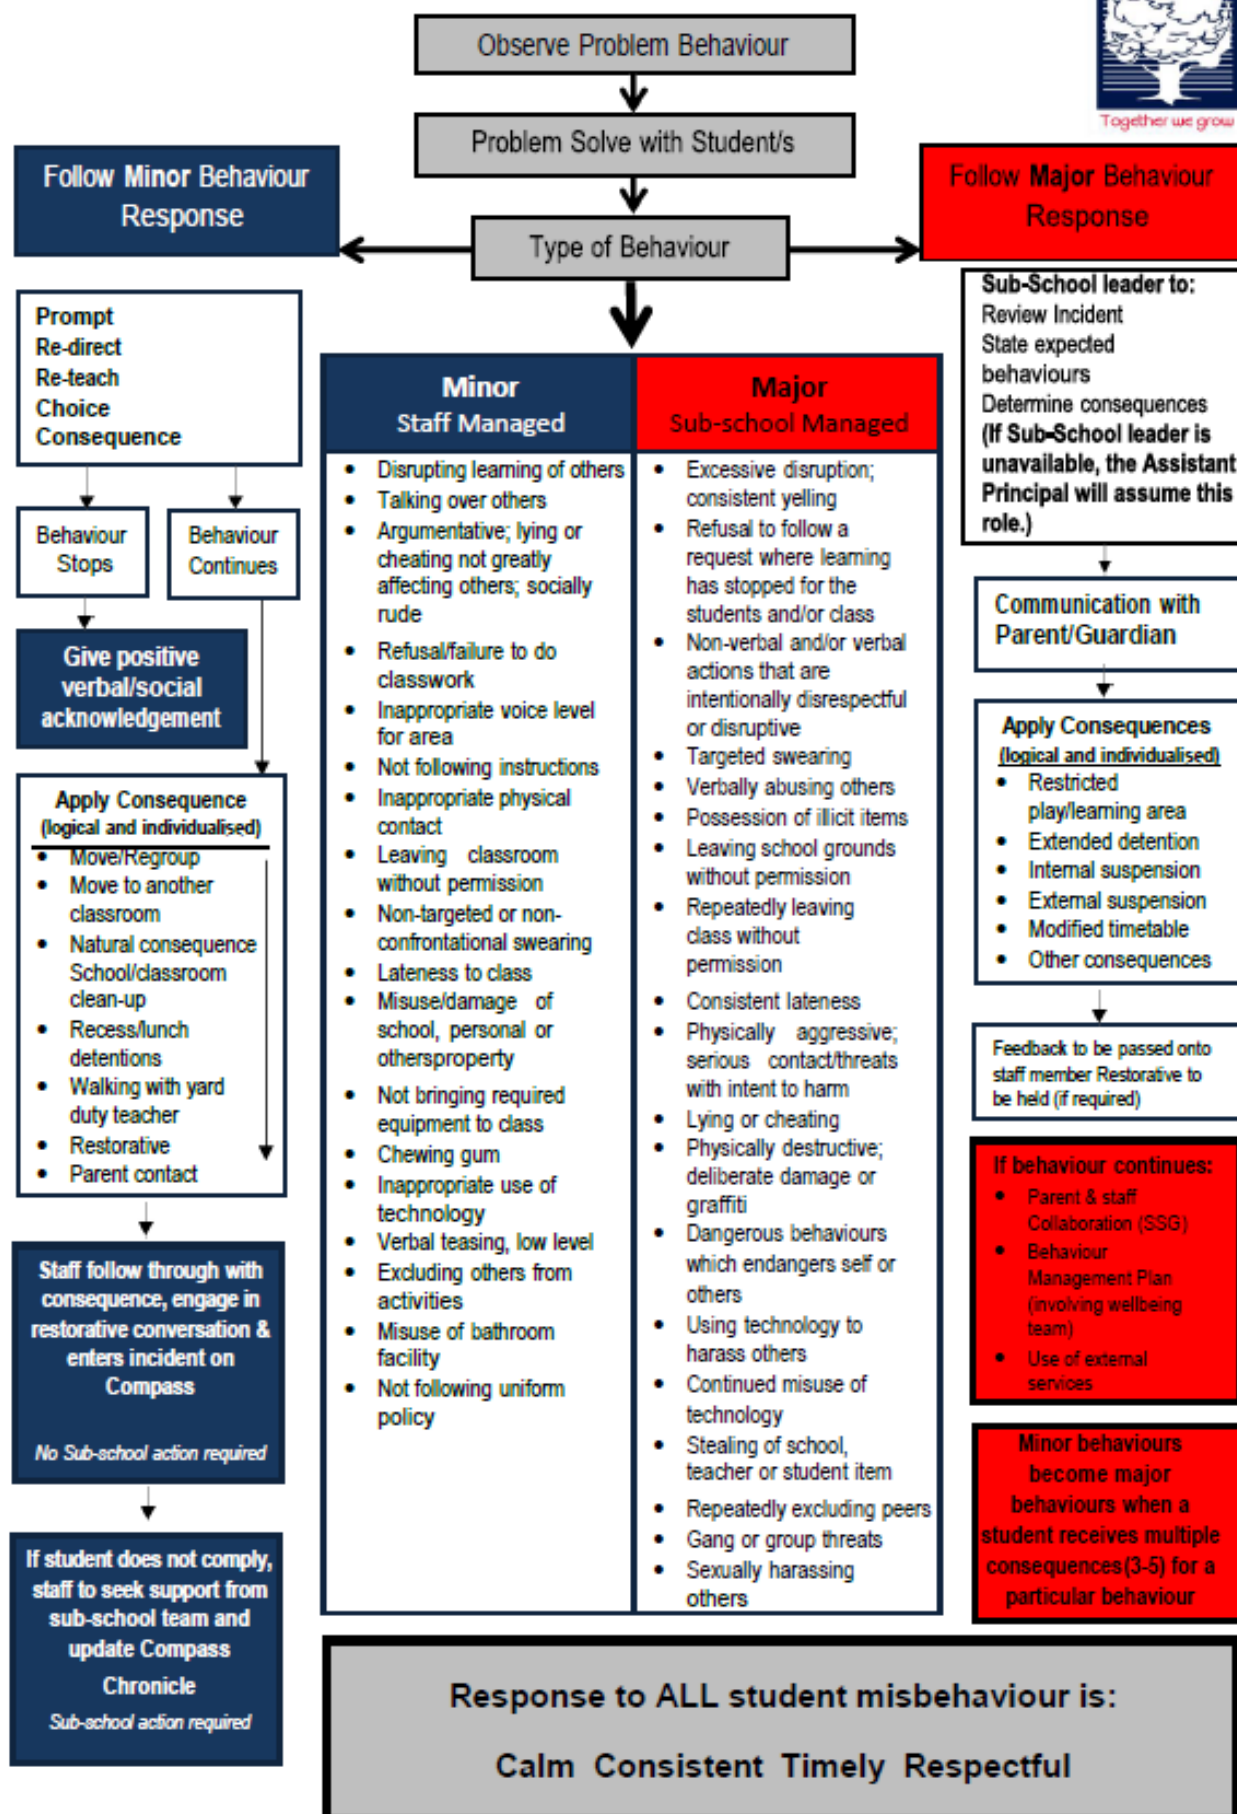 Observe Problem Behaviour
Together we grow
Problem Solve with Student/s
Type of Behaviour
Follow Minor Behaviour
Response
Prompt
Re-direct
Re-teach
Choice
Consequence
Behaviour
Stops
Behaviour
Continues
Give positive
verbal/social
acknowledgement
Apply Consequence
(logical and individualised)
• Move/Regroup
• Move to another
classroom
• Natural consequence
School/classroom
clean-up
• Recess/lunch
detentions
• Walking with yard
duty teacher
• Restorative
• Parent contact
Staff follow through with
consequence, engage in
restorative conversation &
enters incident on
Compass
No Sub-school action required
If student does not comply,
staff to seek support from
sub-school team and
update Compass
Chronicle
Sub-school action required
Minor
Staff Managed
• Disrupting learning of others
• Talking over others
• Argumentative; lying or
cheating not greatly
affecting others; socially
rude
• Refusal/failure to do
classwork
• Inappropriate voice level
for area
• Not following instructions
• Inappropriate physical
contact
• Leaving classroom
without permission
• Non-targeted or non-
confrontational swearing
• Lateness to class
• Misuse/damage of
school, personal or
othersproperty
• Not bringing required
equipment to class
• Chewing gum
• Inappropriate use of
technology
• Verbal teasing, low level
• Excluding others from
activities
• Misuse of bathroom
facility
• Not following uniform
policy
Major
Sub-school Managed
• Excessive disruption;
consistent yelling
• Refusal to follow a
request where learning
has stopped for the
students and/or class
• Non-verbal and/or verbal
actions that are
intentionally disrespectful
or disruptive
• Targeted swearing
• Verbally abusing others
• Possession of illicit items
• Leaving school grounds
without permission
• Repeatedly leaving
class without
permission
• Consistent lateness
• Physically aggressive;
serious contact/threats
with intent to harm
• Lying or cheating
• Physically destructive;
deliberate damage or
graffiti
• Dangerous behaviours
which endangers self or
others
• Using technology to
harass others
• Continued misuse of
technology
• Stealing of school,
teacher or student item
• Repeatedly excluding peers
• Gang or group threats
• Sexually harassing
others
Follow Major Behaviour
Response
Sub-School leader to:
Review Incident
State expected
behaviours
Determine consequences
(If Sub-School leader is
unavailable, the Assistant
Principal will assume this
role.)
Communication with
Parent/Guardian
Apply Consequences
(logical and individualised)
• Restricted
play/learning area
• Extended detention
• Internal suspension
• External suspension
• Modified timetable
• Other consequences
Feedback to be passed onto
staff member Restorative to
be held (if required)
If behaviour continues:
• Parent & staff
Collaboration (SSG)
• Behaviour
Management Plan
(involving wellbeing
team)
• Use of external
services
Minor behaviours
become major
behaviours when a
student receives multiple
consequences(3-5) for a
particular behaviour
Response to ALL student misbehaviour is:
Calm Consistent Timely Respectful